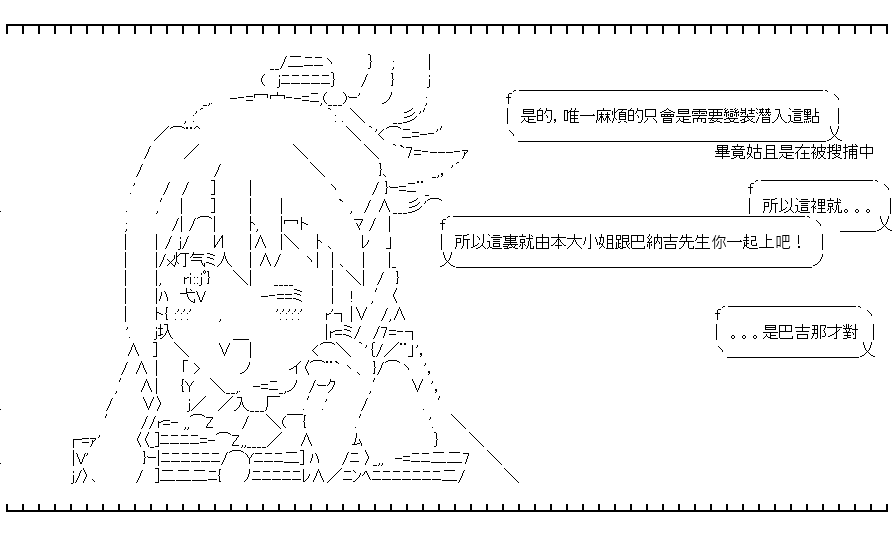 是的，唯一麻煩的只會是需要變裝潛入這點
畢竟姑且是在被搜捕中
所以這裡就。。。
所以這裏就由本大小姐跟巴納吉先生你一起上吧！
。。。是巴吉那才對